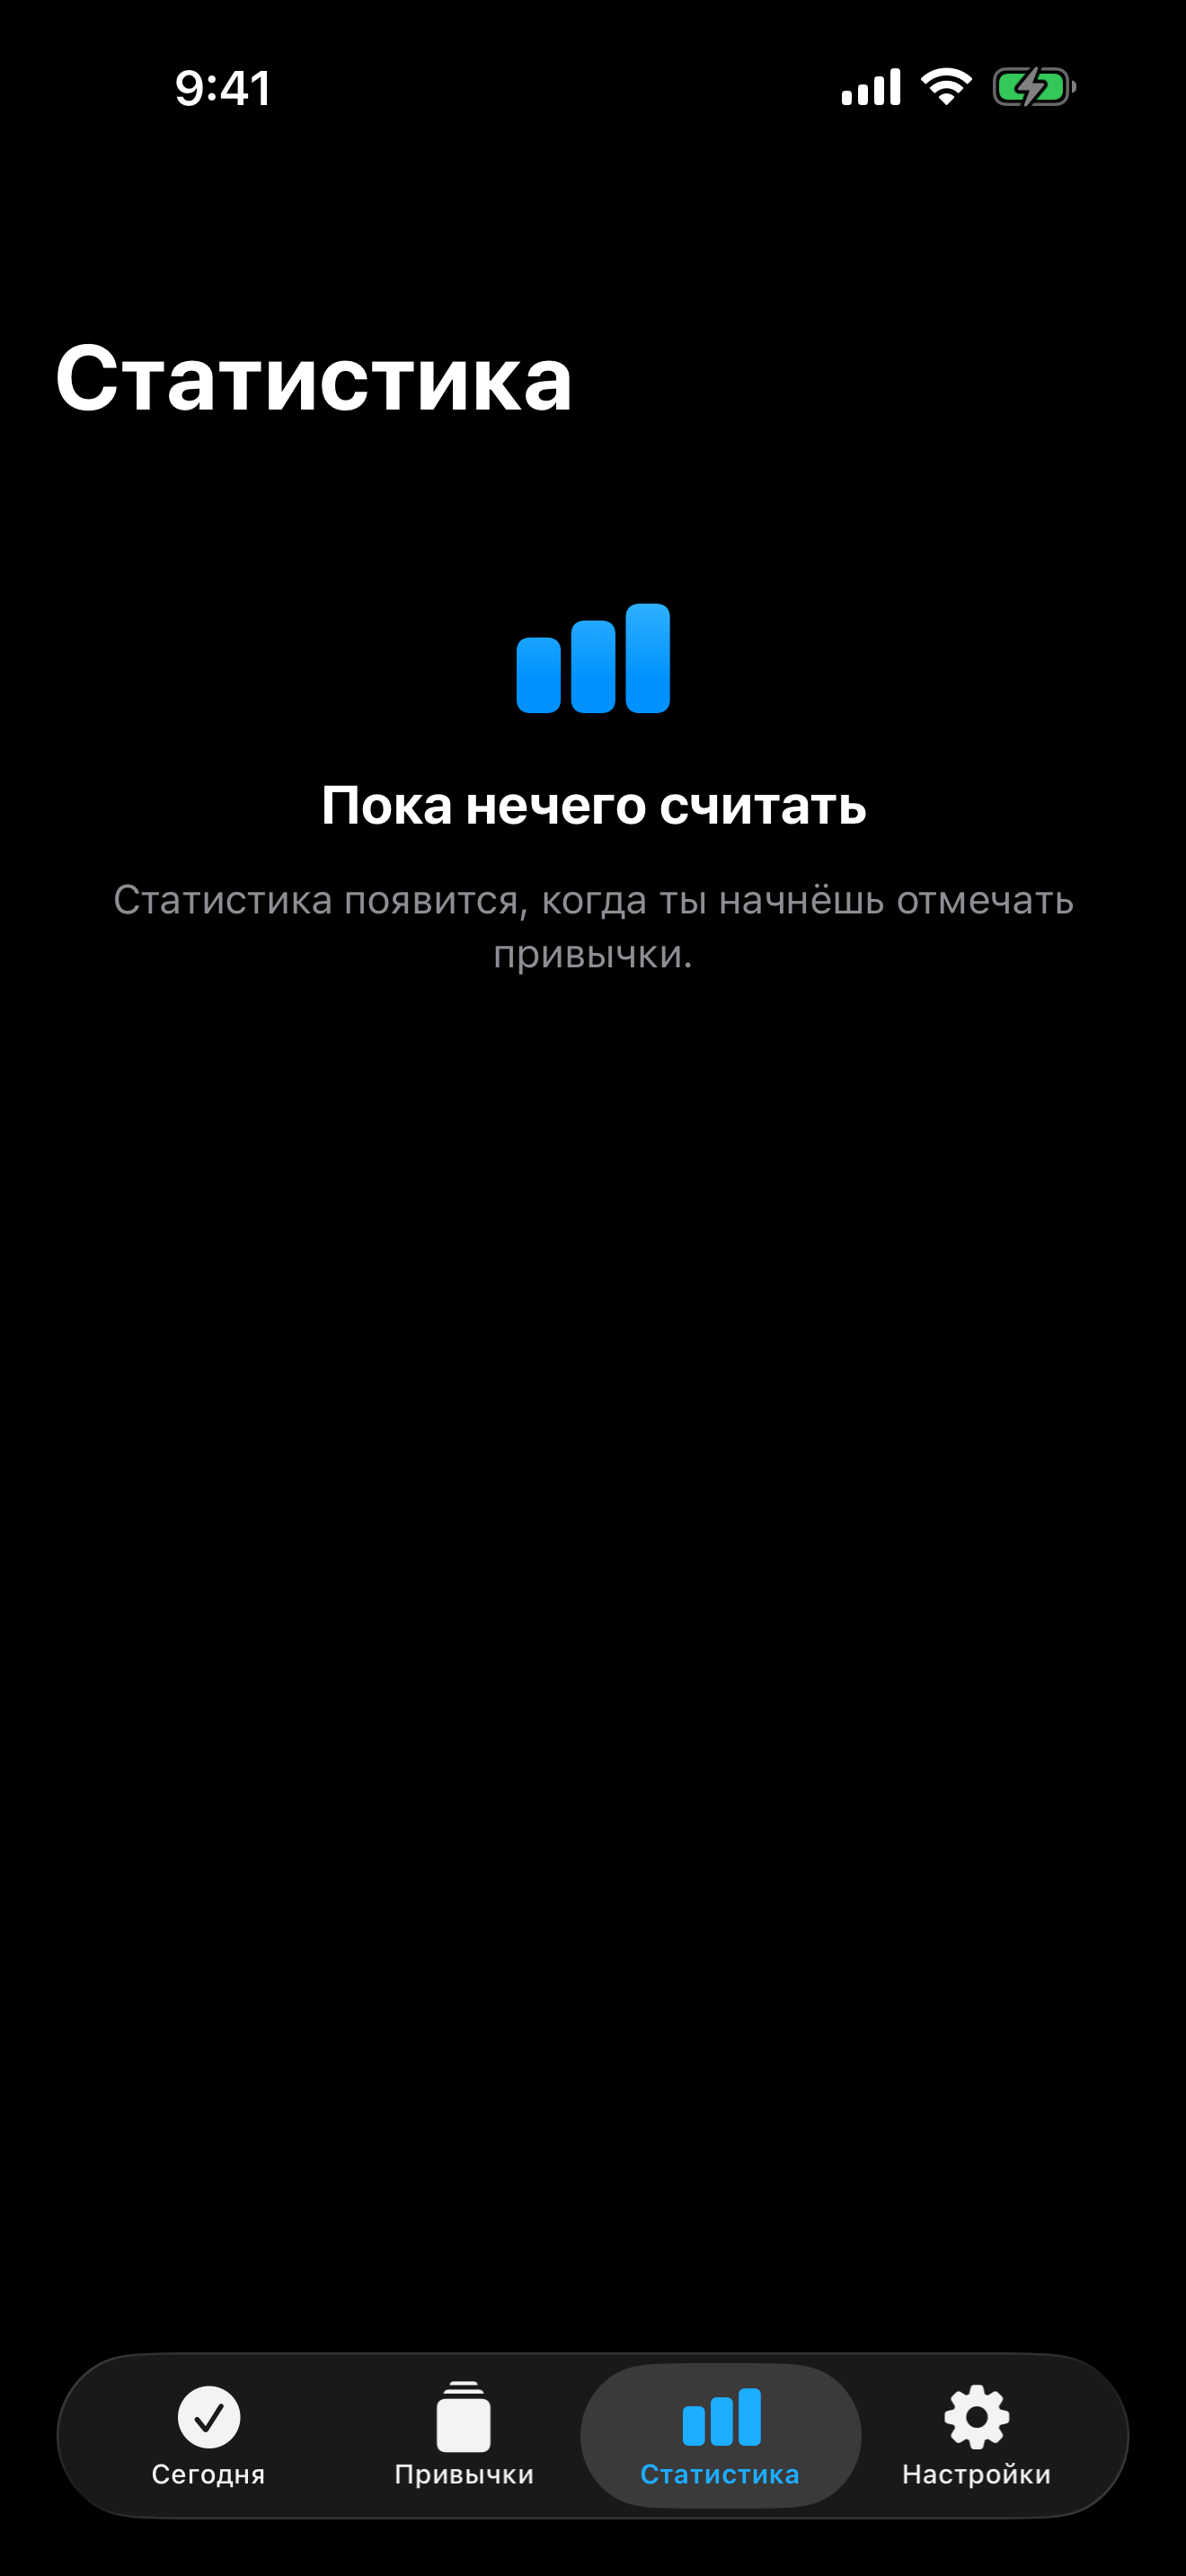 9:41
Статистика
Пока нечего считать
Статистика появится, когда ты начнёшь отмечать
привычки.
Сегодня
Привычки
Статистика
Настройки